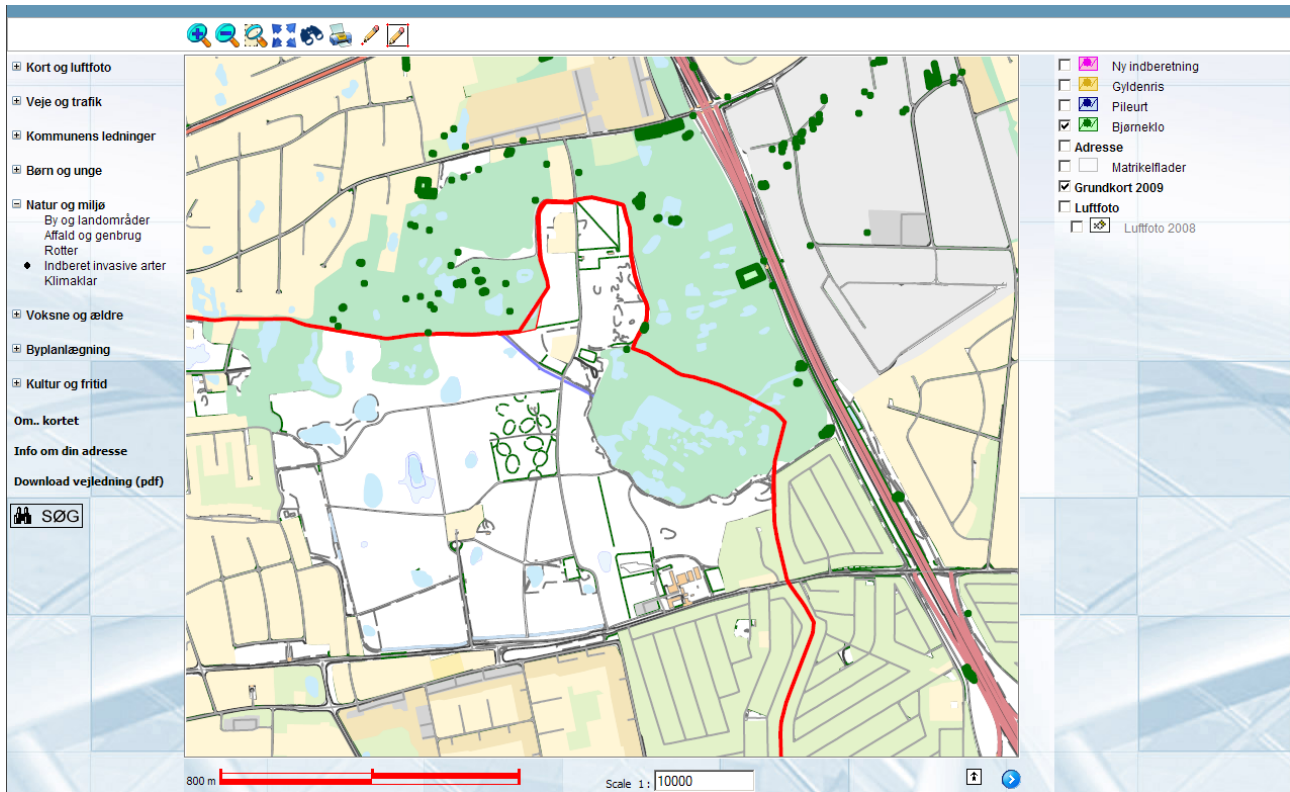 Kort og luftfoto
Veje og trafik
Kommunens ledninger
Børn og unge
Natur og miljø
By og landområder
Affald og genbrug
Rotter
Indberet invasive arter
Klimaklar
Voksne og ældre
Byplanlægning
Kultur og fritid
Om.. kortet
Info om din adresse
Download vejledning (pdf)
SØG
Ny indberetning
Gyldenris
Pileurt
Bjørneklo
Adresse
Matrikelflader
Grundkort 2009
Luftfoto
Luftfoto 2008
800 m
Scale 1: 10000